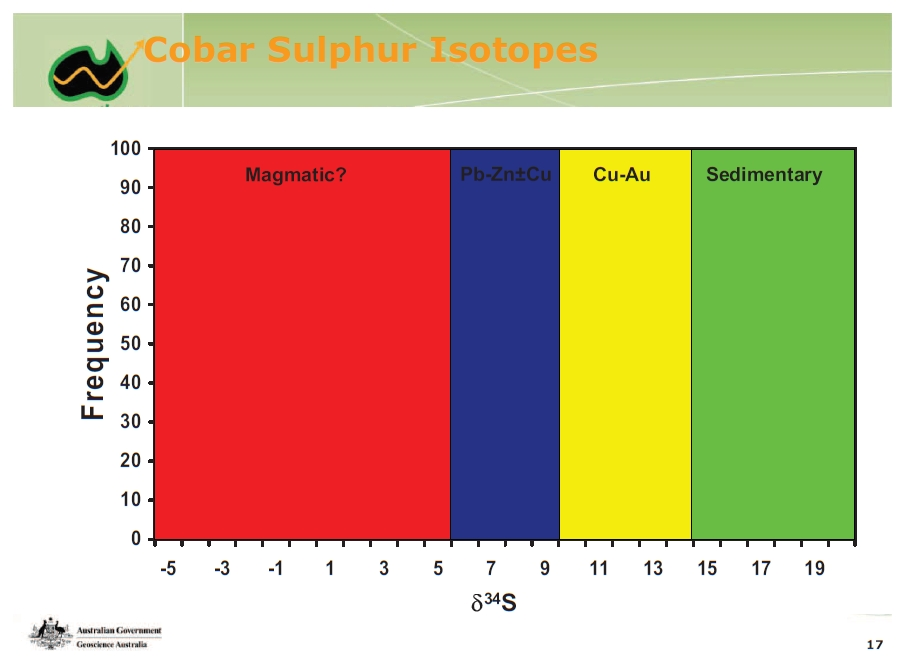 Cobar Sulphur Isotopes
100
90
80
70
60
50
40
30
20
10
0
Frequency
Magmatic? Pb-Zn±Cu Cu-Au Sedimentary
-5 -3 -1 1 3 5 7 9 11 13 15 17 19
δ³⁴S
Australian Government
Geoscience Australia
17